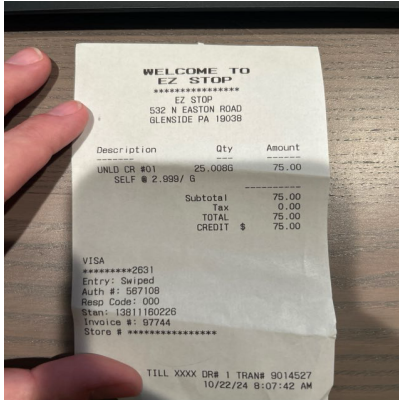 WELCOME TO
EZ STOP
****************
EZ STOP
532 N EASTON ROAD
GLENSIDE PA 19038
Description Qty Amount
----------- --- ------
UNLD CR #01 25.008G 75.00
SELF @ 2.999/ G
----------
Subtotal 75.00
Tax 0.00
TOTAL 75.00
CREDIT $ 75.00
VISA
*********2631
Entry: Swiped
Auth #: 567108
Resp Code: 000
Stan: 13811160226
Invoice #: 97744
Store # ****************
TILL XXXX DR# 1 TRAN# 9014527
10/22/24 8:07:42 AM